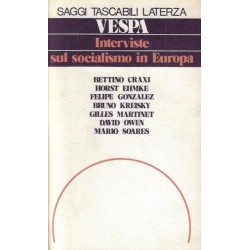 SAGGI TASCABILI LATERZA
VESPA
Interviste
sul socialismo in Europa
BETTINO CRAXI
HORST EHMKE
FELIPE GONZALEZ
BRUNO KREISKY
GILLES MARTINET
DAVID OWEN
MARIO SOARES